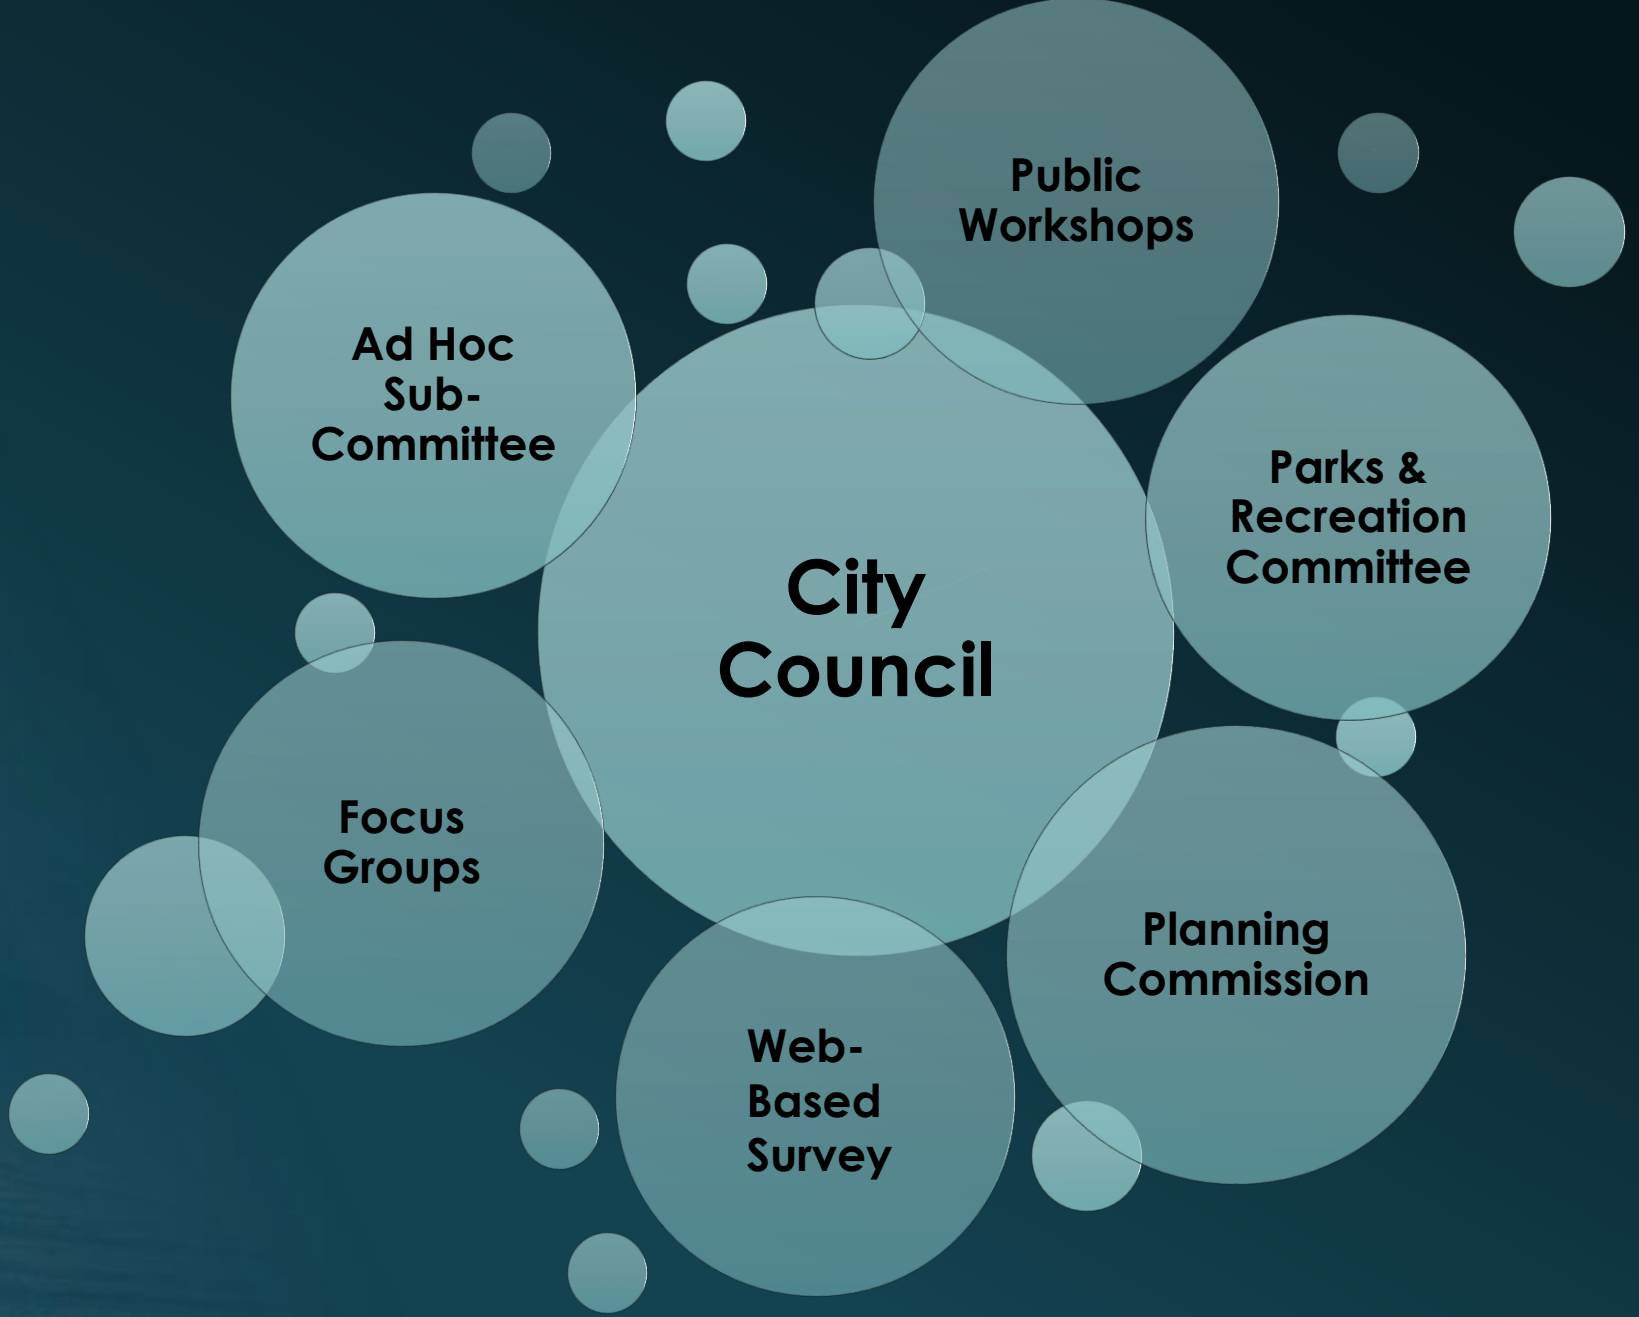 Public
Workshops
Ad Hoc
Sub-
Committee
Parks &
Recreation
Committee
City
Council
Focus
Groups
Planning
Commission
Web-
Based
Survey